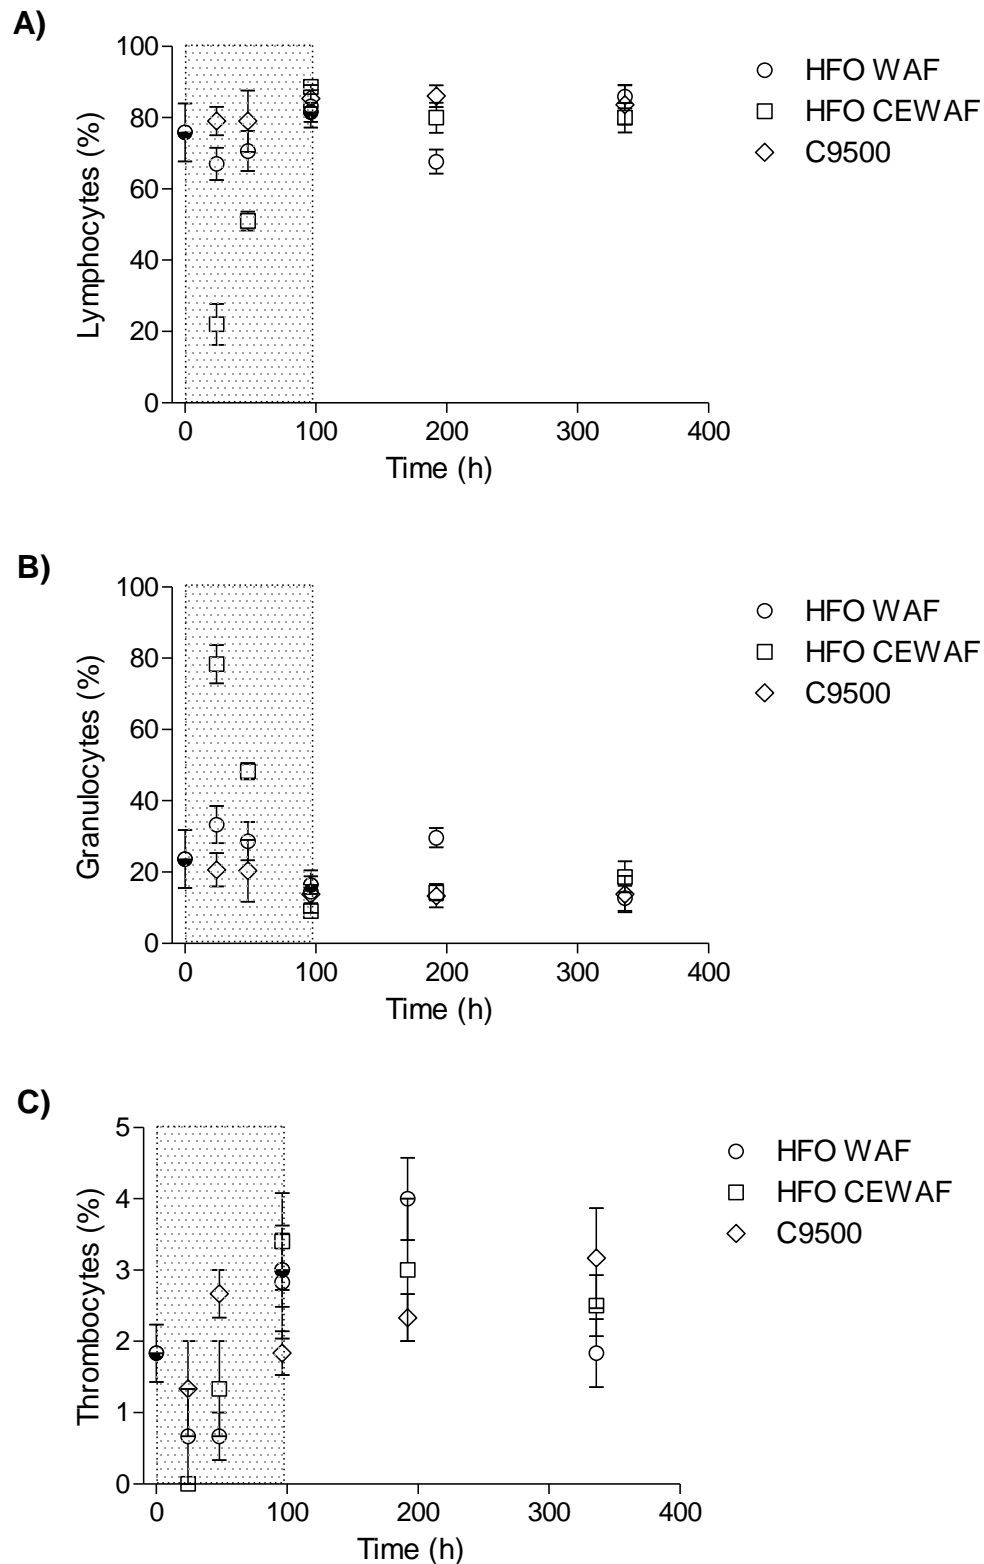 A)
Lymphocytes (%)
100
80
60
40
20
0
0 100 200 300 400
Time (h)
HFO WAF
HFO CEWAF
C9500
B)
Granulocytes (%)
100
80
60
40
20
0
0 100 200 300 400
Time (h)
HFO WAF
HFO CEWAF
C9500
C)
Thrombocytes (%)
5
4
3
2
1
0
0 100 200 300 400
Time (h)
HFO WAF
HFO CEWAF
C9500